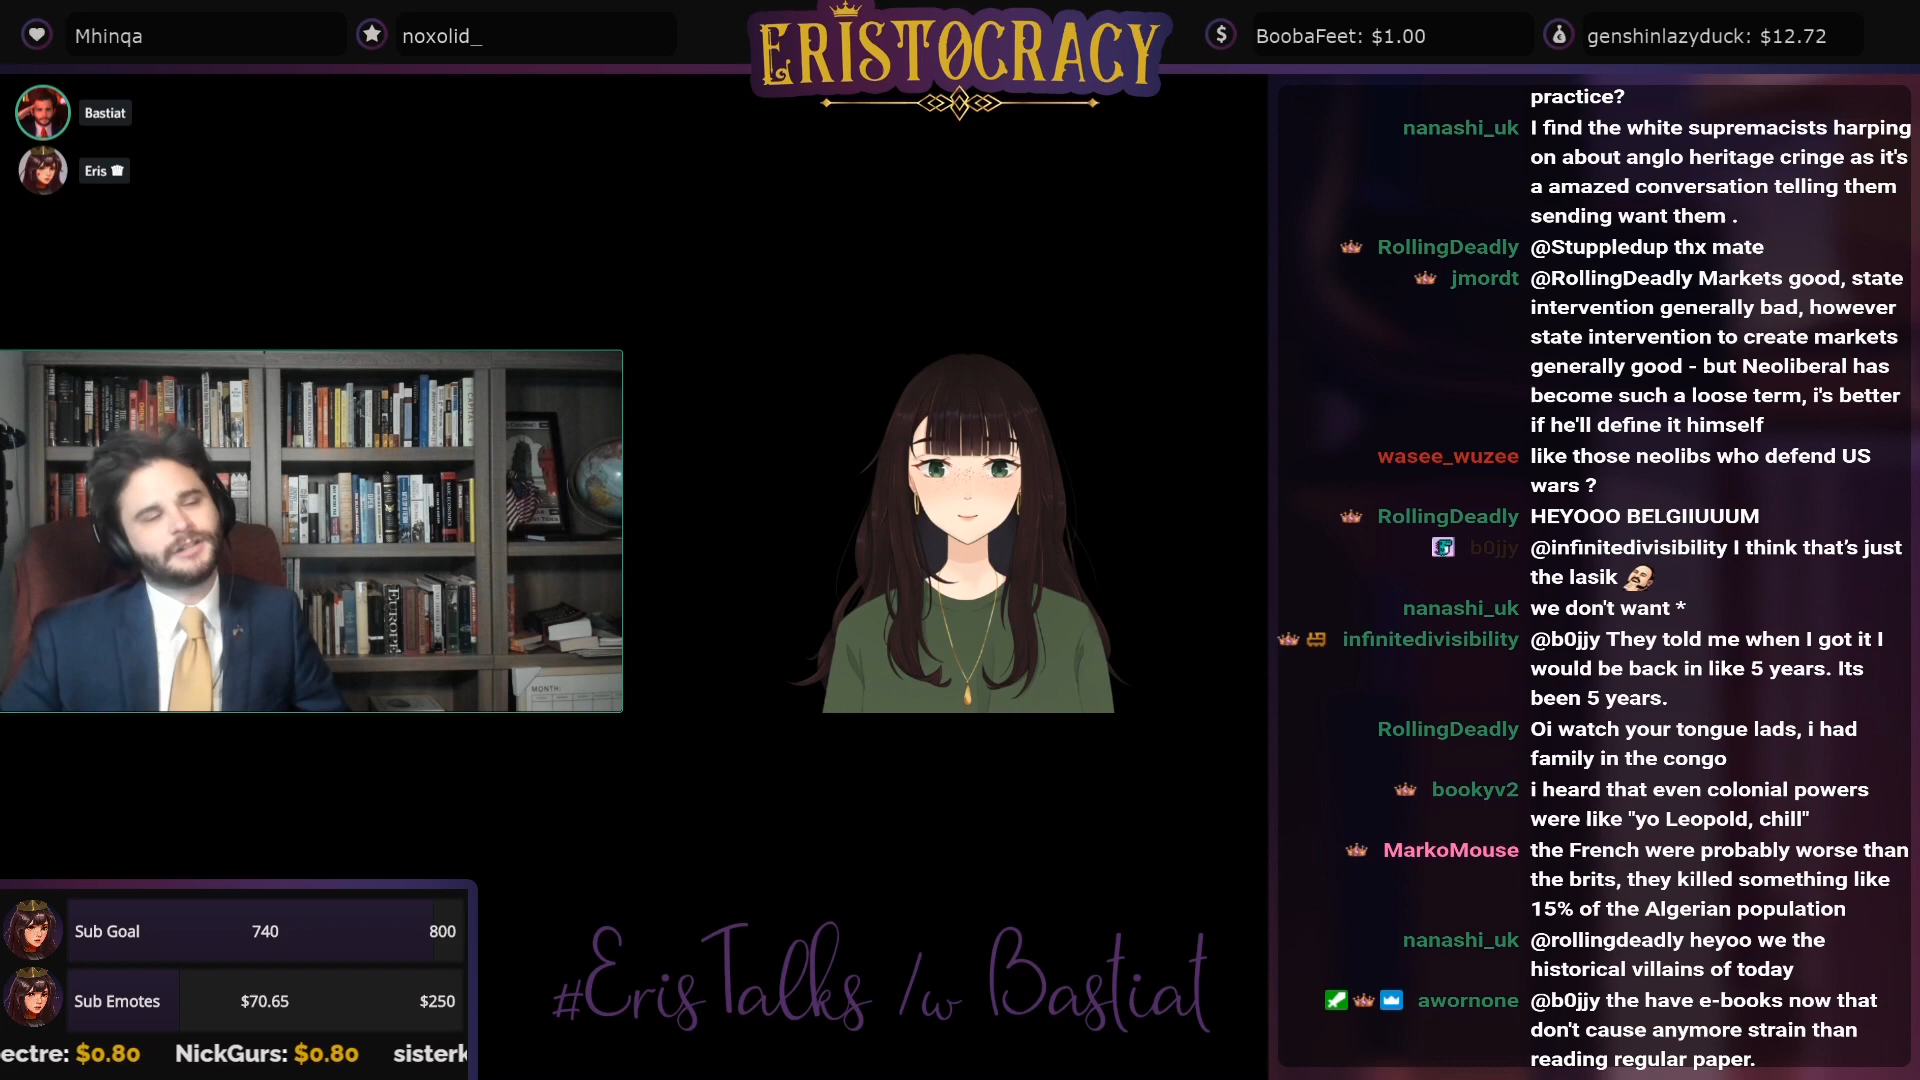 Mhinqa
noxolid_
ERISTOCRACY
BoobaFeet: $1.00
genshinlazyduck: $12.72
Bastiat
Eris
EUROPE
MONTH:
Sub Goal 740 800
Sub Emotes $70.65 $250
ectre: $0.80 NickGurs: $0.80 sisterk
#ErisTalks /w Bastiat
practice?
nanashi_uk I find the white supremacists harping
on about anglo heritage cringe as it's
a amazed conversation telling them
sending want them .
RollingDeadly @Stuppledup thx mate
jmordt @RollingDeadly Markets good, state
intervention generally bad, however
state intervention to create markets
generally good - but Neoliberal has
become such a loose term, i's better
if he'll define it himself
wasee_wuzee like those neolibs who defend US
wars ?
RollingDeadly HEYOOO BELGIIUUUM
b0jjy @infinitedivisibility I think that’s just
the lasik
nanashi_uk we don't want *
infinitedivisibility @b0jjy They told me when I got it I
would be back in like 5 years. Its
been 5 years.
RollingDeadly Oi watch your tongue lads, i had
family in the congo
bookyv2 i heard that even colonial powers
were like "yo Leopold, chill"
MarkoMouse the French were probably worse than
the brits, they killed something like
15% of the Algerian population
nanashi_uk @rollingdeadly heyoo we the
historical villains of today
awornone @b0jjy the have e-books now that
don't cause anymore strain than
reading regular paper.